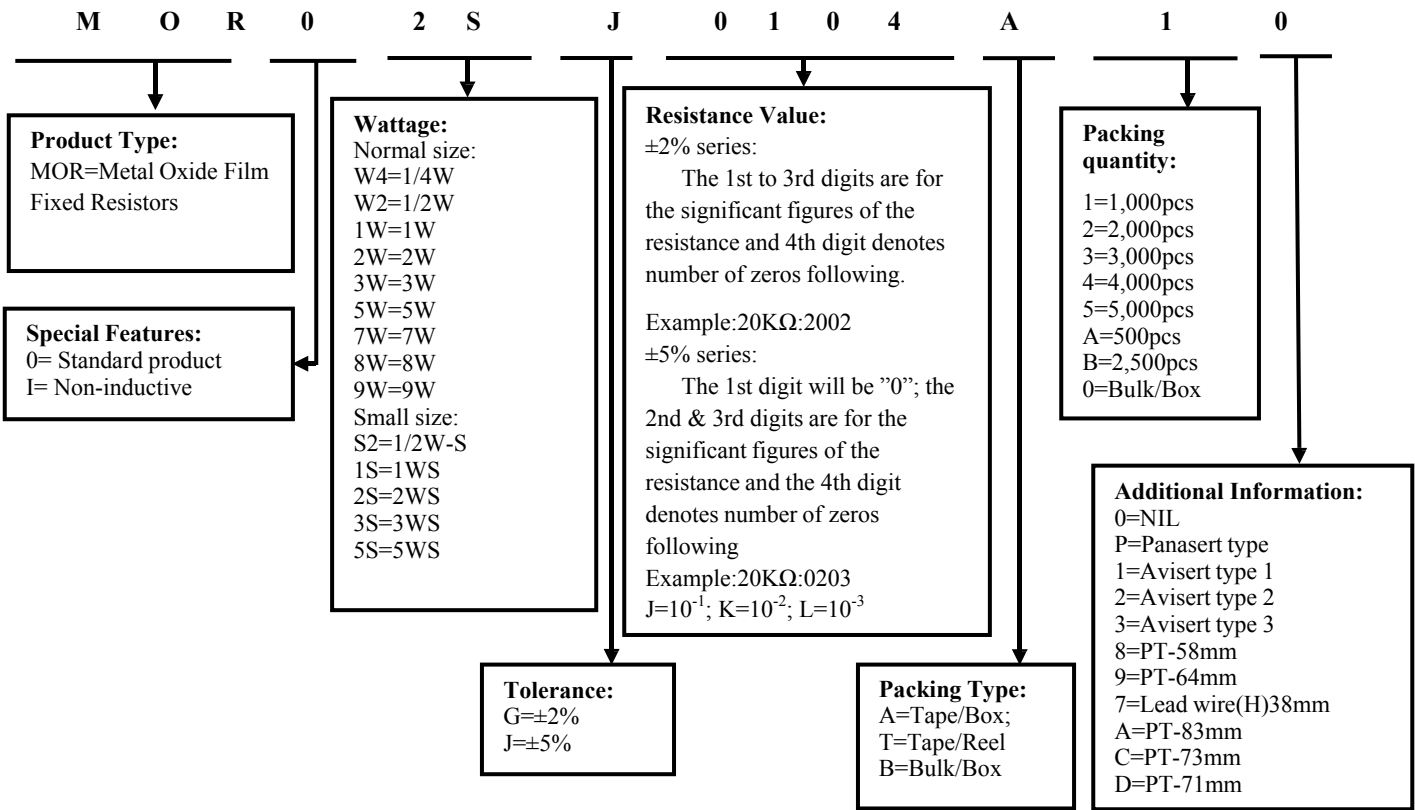 M O R 0 2 S J 0 1 0 4 A 1 0
Product Type:
MOR=Metal Oxide Film
Fixed Resistors
Special Features:
0= Standard product
I= Non-inductive
Wattage:
Normal size:
W4=1/4W
W2=1/2W
1W=1W
2W=2W
3W=3W
5W=5W
7W=7W
8W=8W
9W=9W
Small size:
S2=1/2W-S
1S=1WS
2S=2WS
3S=3WS
5S=5WS
Tolerance:
G=±2%
J=±5%
Resistance Value:
±2% series:
The 1st to 3rd digits are for
the significant figures of the
resistance and 4th digit denotes
number of zeros following.
Example:20KΩ:2002
±5% series:
The 1st digit will be ”0”; the
2nd & 3rd digits are for the
significant figures of the
resistance and the 4th digit
denotes number of zeros
following
Example:20KΩ:0203
J=10⁻¹; K=10⁻²; L=10⁻³
Packing Type:
A=Tape/Box;
T=Tape/Reel
B=Bulk/Box
Packing
quantity:
1=1,000pcs
2=2,000pcs
3=3,000pcs
4=4,000pcs
5=5,000pcs
A=500pcs
B=2,500pcs
0=Bulk/Box
Additional Information:
0=NIL
P=Panasert type
1=Avisert type 1
2=Avisert type 2
3=Avisert type 3
8=PT-58mm
9=PT-64mm
7=Lead wire(H)38mm
A=PT-83mm
C=PT-73mm
D=PT-71mm